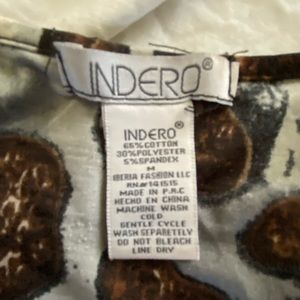 INDERO®
INDERO®
65%COTTON
30%POLYESTER
5%SPANDEX
M
IBERIA FASHION LLC
RN#141515
MADE IN P.R.C
HECHO EN CHINA
MACHINE WASH
COLD
GENTLE CYCLE
WASH SEPARETELY
DO NOT BLEACH
LINE DRY